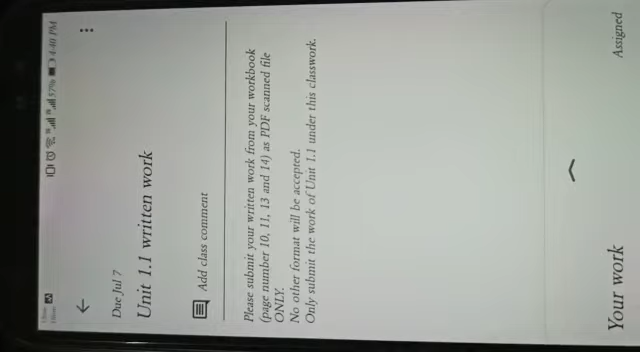 57% 4:40 PM
Due Jul 7
Unit 1.1 written work
Add class comment
Please submit your written work from your workbook
(page number 10, 11, 13 and 14) as PDF scanned file
ONLY.
No other format will be accepted.
Only submit the work of Unit 1.1 under this classwork.
Your work
Assigned